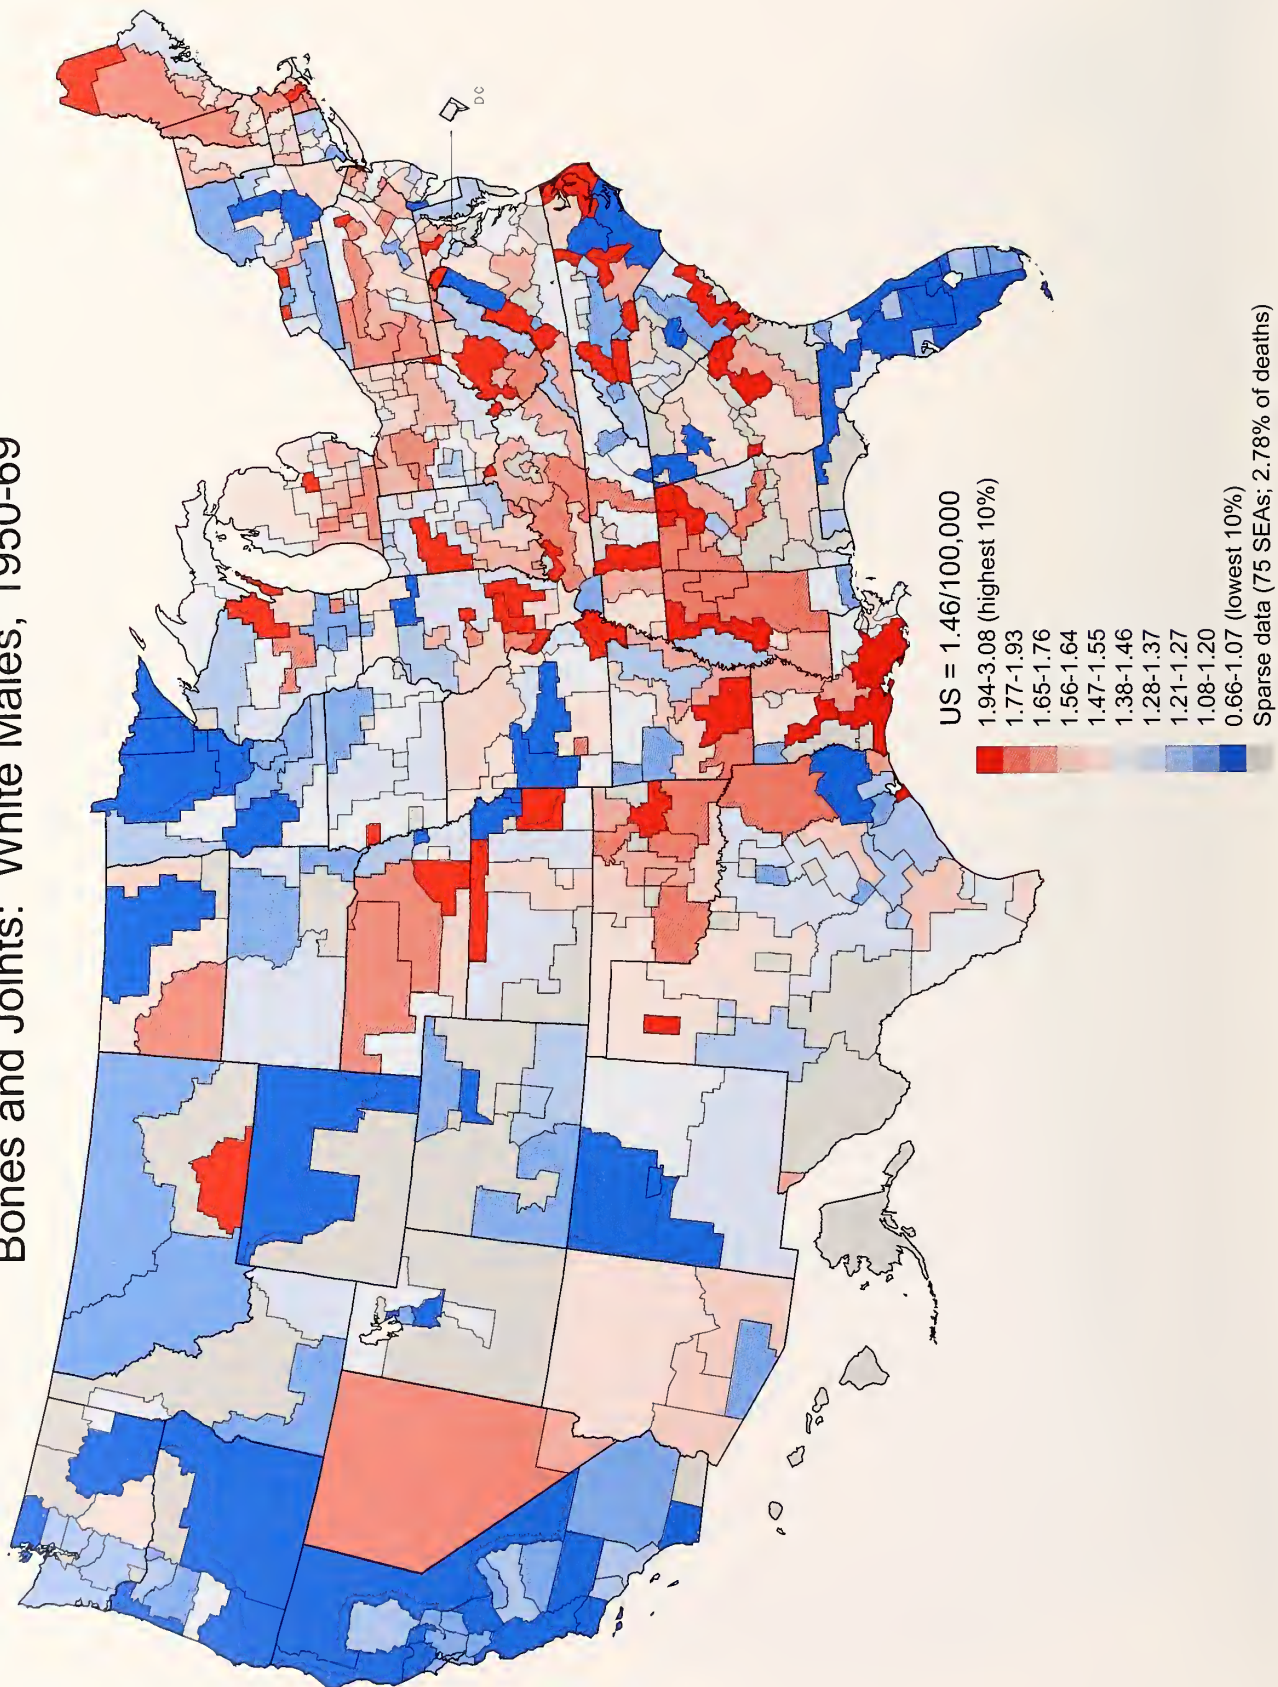 Bones and Joints: White Males, 1950-69
DC
US = 1.46/100,000
1.94-3.08 (highest 10%)
1.77-1.93
1.65-1.76
1.56-1.64
1.47-1.55
1.38-1.46
1.28-1.37
1.21-1.27
1.08-1.20
0.66-1.07 (lowest 10%)
Sparse data (75 SEAs; 2.78% of deaths)